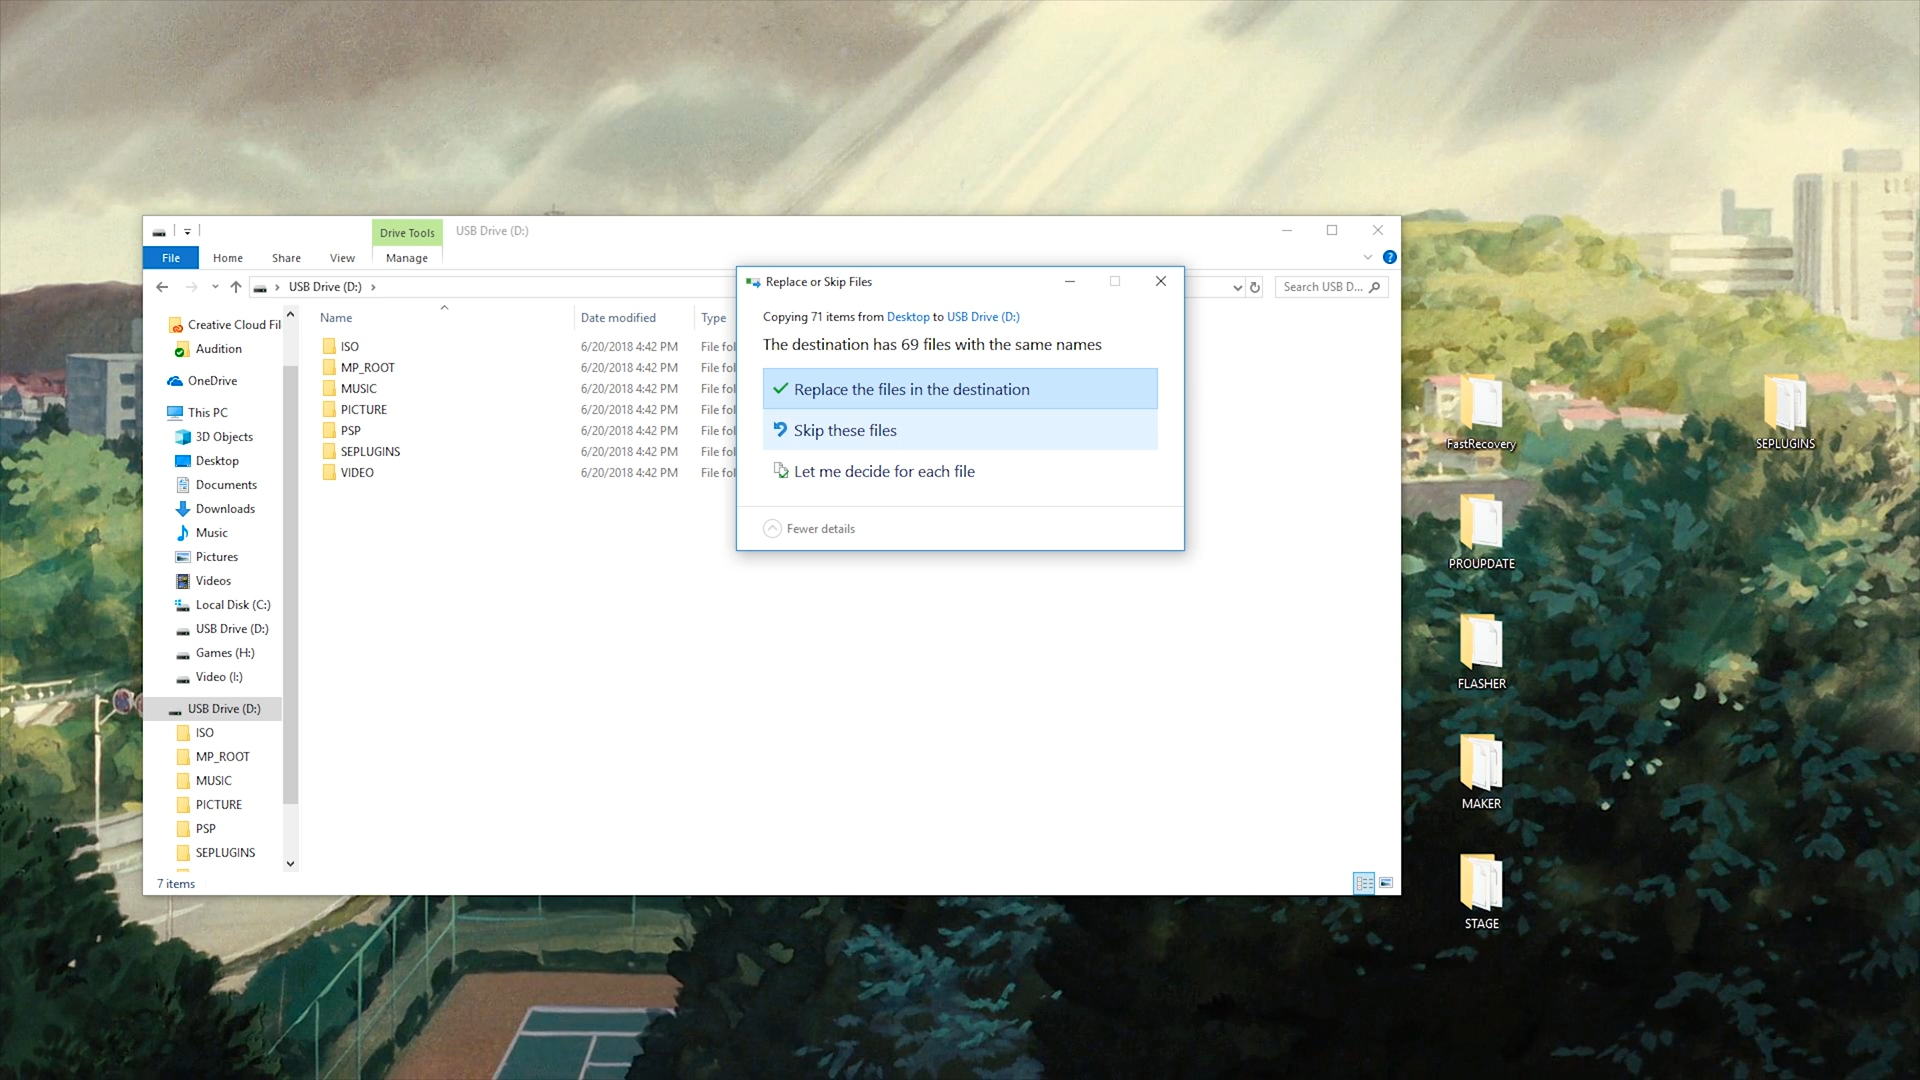 Drive Tools
USB Drive (D:)
File
Home
Share
View
Manage
USB Drive (D:)
Search USB D...
Creative Cloud Fil
Audition
OneDrive
This PC
3D Objects
Desktop
Documents
Downloads
Music
Pictures
Videos
Local Disk (C:)
USB Drive (D:)
Games (H:)
Video (I:)
USB Drive (D:)
ISO
MP_ROOT
MUSIC
PICTURE
PSP
SEPLUGINS
Name Date modified Type
ISO 6/20/2018 4:42 PM File fol
MP_ROOT 6/20/2018 4:42 PM File fol
MUSIC 6/20/2018 4:42 PM File fol
PICTURE 6/20/2018 4:42 PM File fol
PSP 6/20/2018 4:42 PM File fol
SEPLUGINS 6/20/2018 4:42 PM File fol
VIDEO 6/20/2018 4:42 PM File fol
7 items
Replace or Skip Files
Copying 71 items from Desktop to USB Drive (D:)
The destination has 69 files with the same names
Replace the files in the destination
Skip these files
Let me decide for each file
Fewer details
FastRecovery
SEPLUGINS
PROUPDATE
FLASHER
MAKER
STAGE